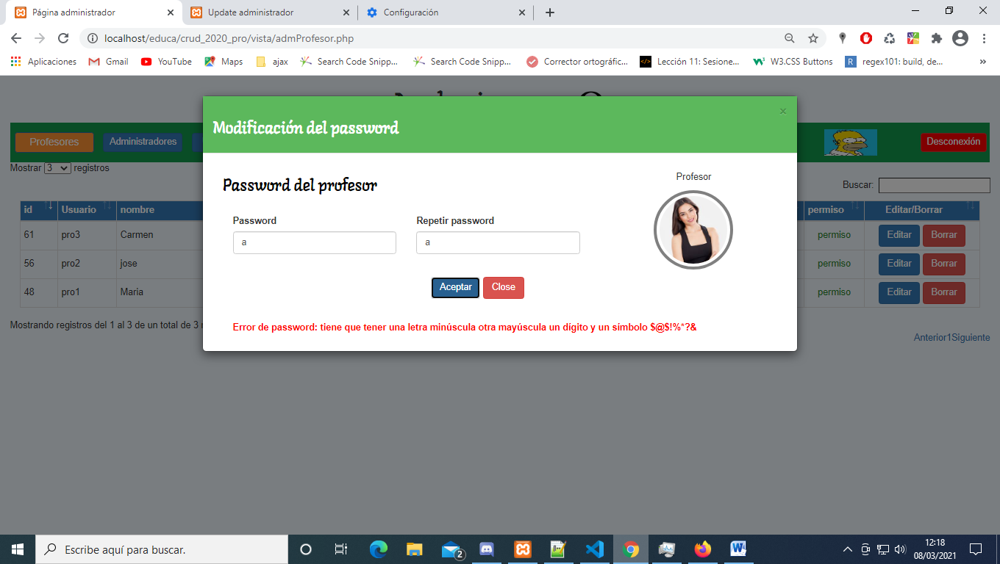 Página administrador
Update administrador
Configuración
localhost/educa/crud_2020_pro/vista/admProfesor.php
Aplicaciones
Gmail
YouTube
Maps
ajax
Search Code Snipp...
Search Code Snipp...
Corrector ortográfic...
Lección 11: Sesione...
W3.CSS Buttons
R regex101: build, de...
»
Modificación del password
×
Profesores
Administradores
Desconexión
Mostrar 3 registros
Buscar:
Password del profesor
Profesor
Password
Repetir password
a
a
Aceptar
Close
Error de password: tiene que tener una letra minúscula otra mayúscula un dígito y un símbolo $@$!%*?&
id Usuario nombre permiso Editar/Borrar
61 pro3 Carmen permiso Editar Borrar
56 pro2 jose permiso Editar Borrar
48 pro1 Maria permiso Editar Borrar
Mostrando registros del 1 al 3 de un total de 3
Anterior1Siguiente
Escribe aquí para buscar.
2
12:18
08/03/2021